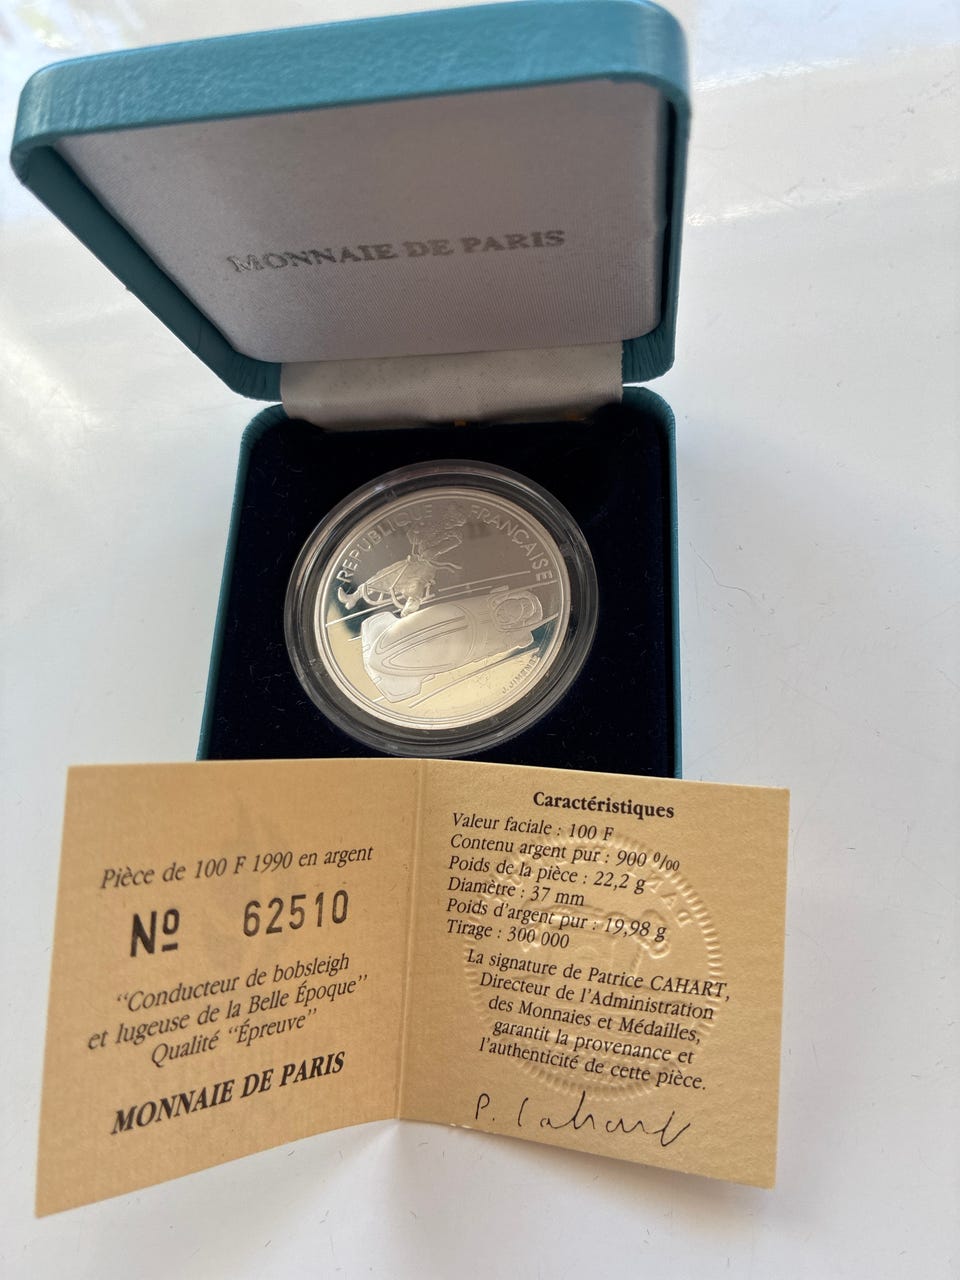 MONNAIE DE PARIS
REPUBLIQUE FRANCAISE
Pièce de 100 F 1990 en argent
Nº 62510
“Conducteur de bobsleigh
et lugeuse de la Belle Époque”
Qualité “Épreuve”
MONNAIE DE PARIS
Caractéristiques
Valeur faciale : 100 F
Contenu argent pur : 900 ‰
Poids de la pièce : 22,2 g
Diamètre : 37 mm
Poids d'argent pur : 19,98 g
Tirage : 300 000
La signature de Patrice CAHART,
Directeur de l'Administration
des Monnaies et Médailles,
garantit la provenance et
l'authenticité de cette pièce.
P. Cahart